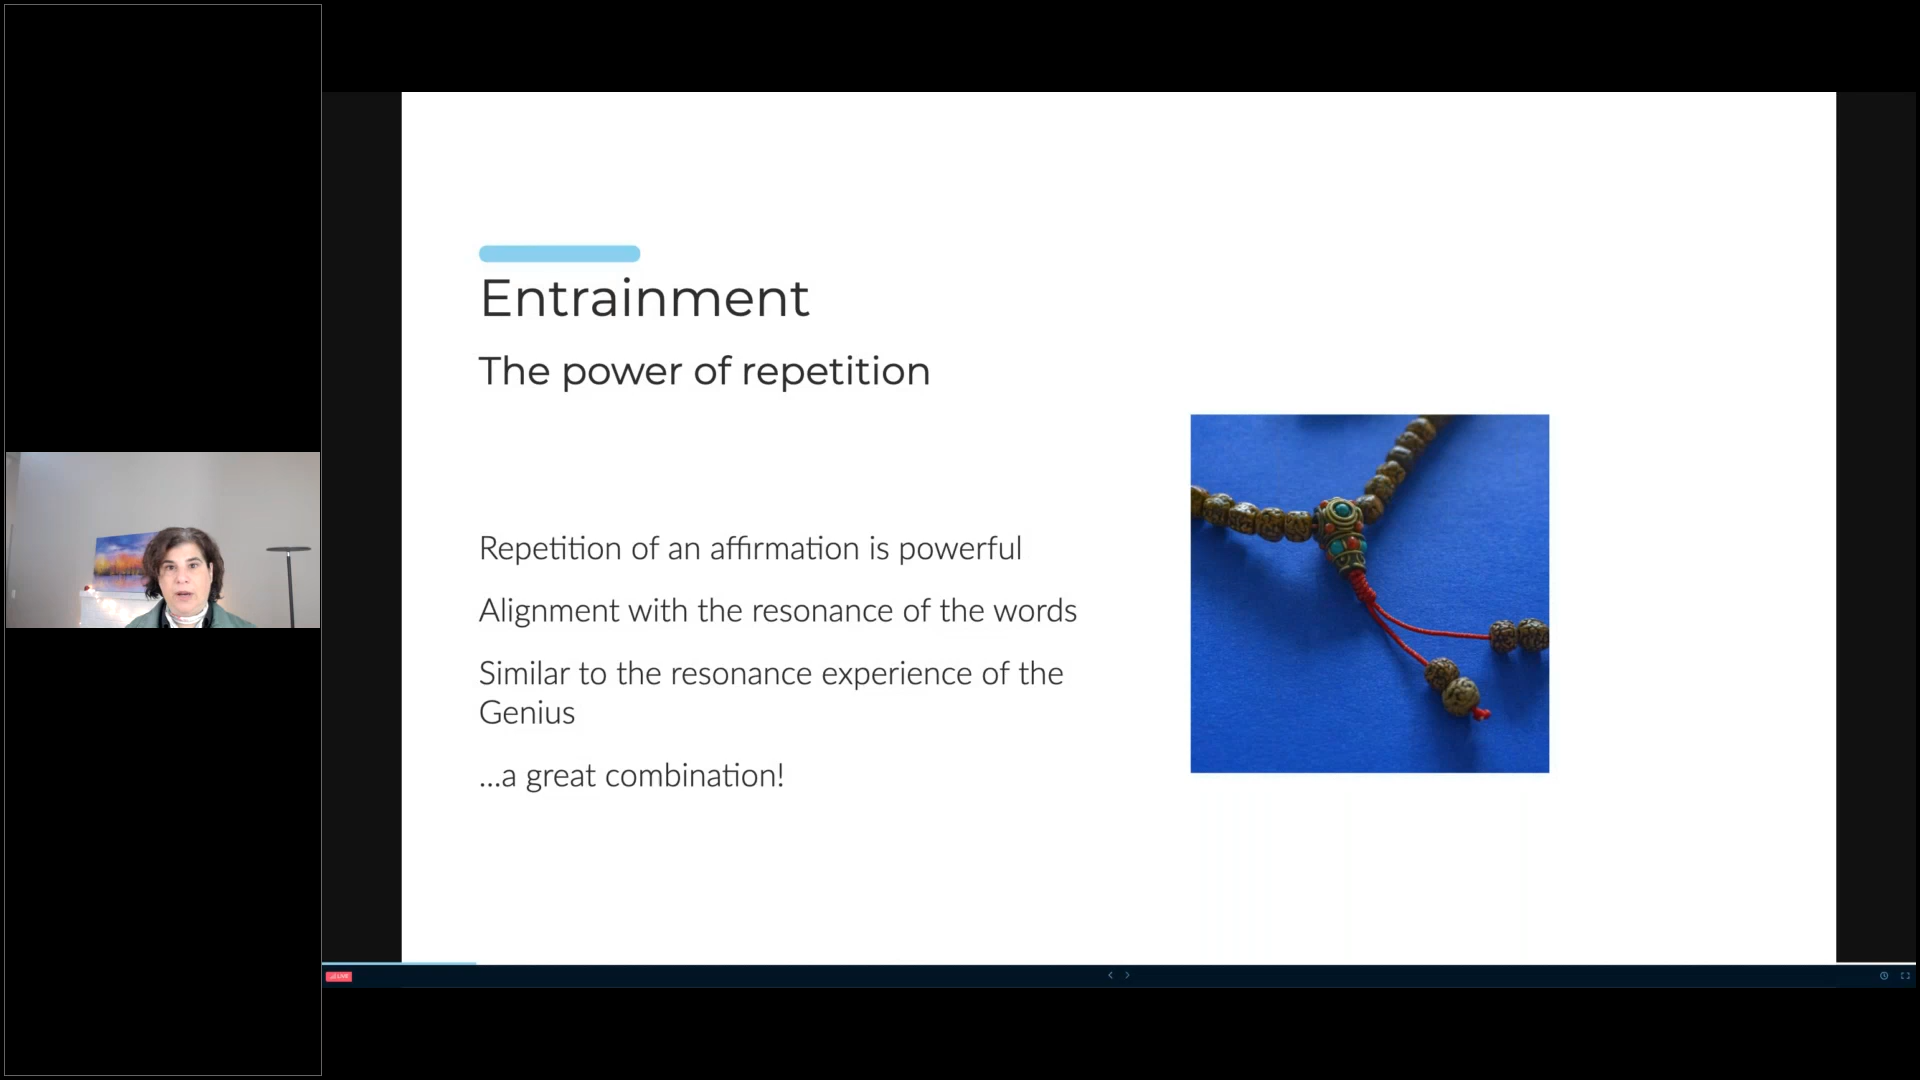 Entrainment
The power of repetition
Repetition of an affirmation is powerful
Alignment with the resonance of the words
Similar to the resonance experience of the
Genius
...a great combination!
LIVE